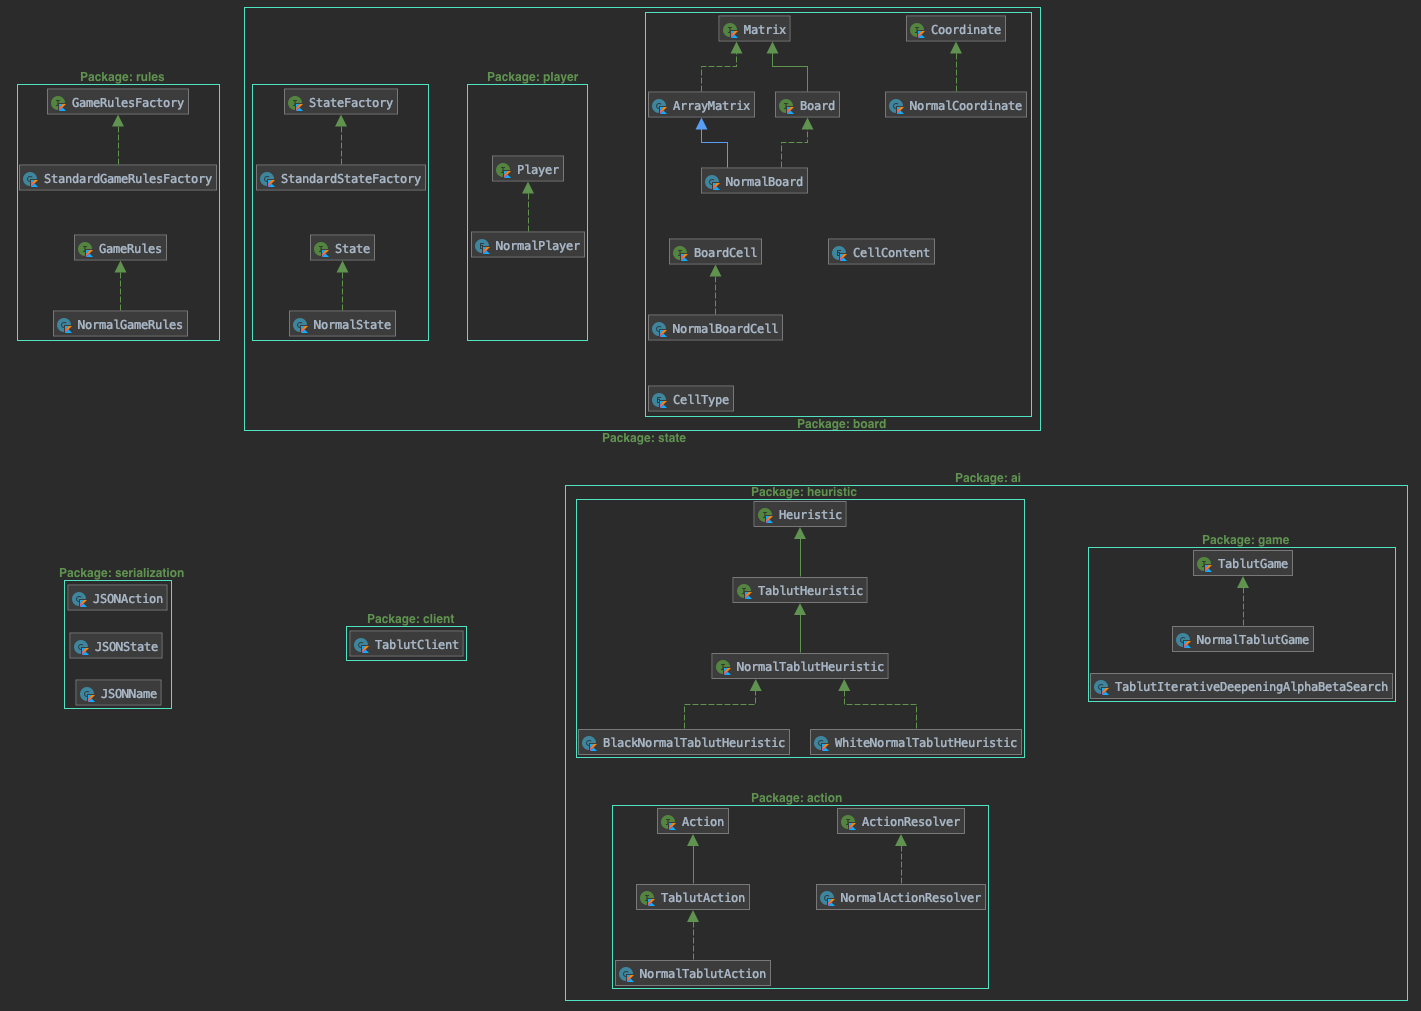 Package: rules
GameRulesFactory
StandardGameRulesFactory
GameRules
NormalGameRules
StateFactory
StandardStateFactory
State
NormalState
Package: player
Player
NormalPlayer
Matrix
Coordinate
ArrayMatrix
Board
NormalCoordinate
NormalBoard
BoardCell
CellContent
NormalBoardCell
CellType
Package: board
Package: state
Package: serialization
JSONAction
JSONState
JSONName
Package: client
TablutClient
Package: ai
Package: heuristic
Heuristic
TablutHeuristic
NormalTablutHeuristic
BlackNormalTablutHeuristic
WhiteNormalTablutHeuristic
Package: game
TablutGame
NormalTablutGame
TablutIterativeDeepeningAlphaBetaSearch
Package: action
Action
ActionResolver
TablutAction
NormalActionResolver
NormalTablutAction